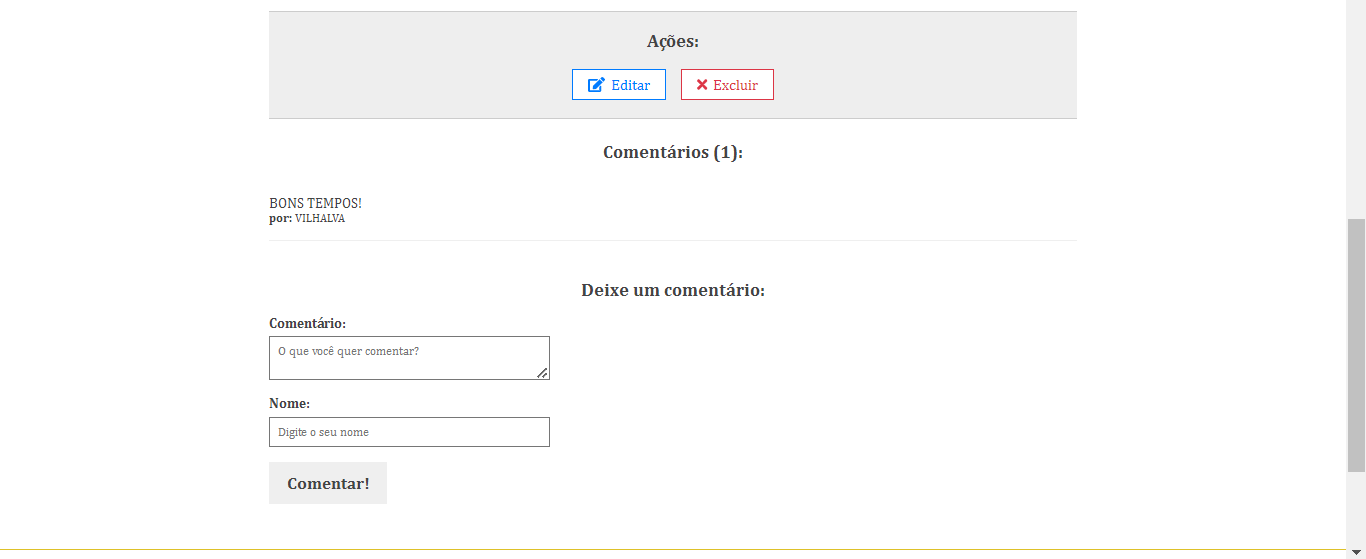 Ações:
Editar
Excluir
Comentários (1):
BONS TEMPOS!
por: VILHALVA
Deixe um comentário:
Comentário:
O que você quer comentar?
Nome:
Digite o seu nome
Comentar!